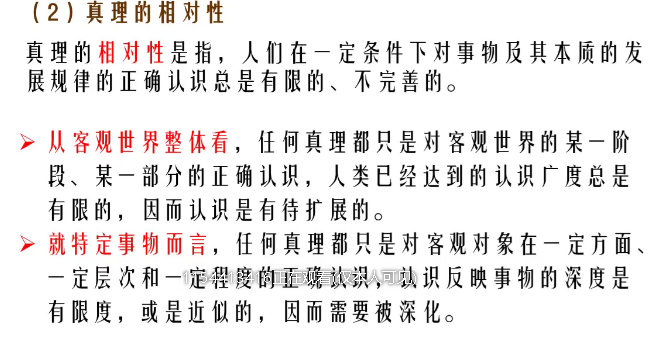 （2）真理的相对性
真理的相对性是指，人们在一定条件下对事物及其本质的发
展规律的正确认识总是有限的、不完善的。
➢ 从客观世界整体看，任何真理都只是对客观世界的某一阶
段、某一部分的正确认识，人类已经达到的认识广度总是
有限的，因而认识是有待扩展的。
➢ 就特定事物而言，任何真理都只是对客观对象在一定方面、
一定层次和一定程度的正确认识，认识反映事物的深度是
有限度，或是近似的，因而需要被深化。